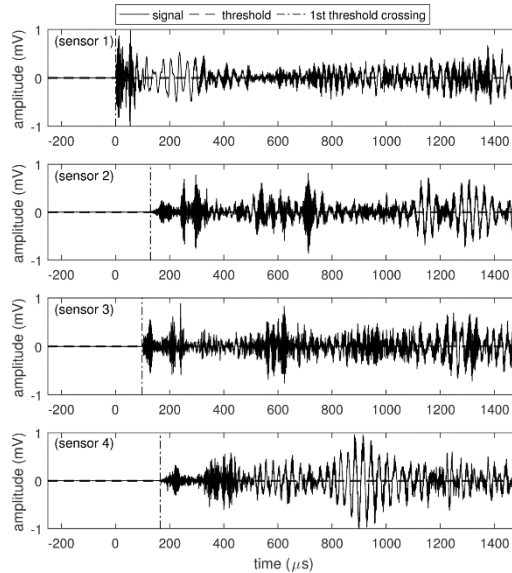 signal threshold 1st threshold crossing
(sensor 1)
amplitude (mV)
1
0
-1
-200 0 200 400 600 800 1000 1200 1400
(sensor 2)
amplitude (mV)
1
0
-1
-200 0 200 400 600 800 1000 1200 1400
(sensor 3)
amplitude (mV)
1
0
-1
-200 0 200 400 600 800 1000 1200 1400
(sensor 4)
amplitude (mV)
1
0
-1
-200 0 200 400 600 800 1000 1200 1400
time (μs)